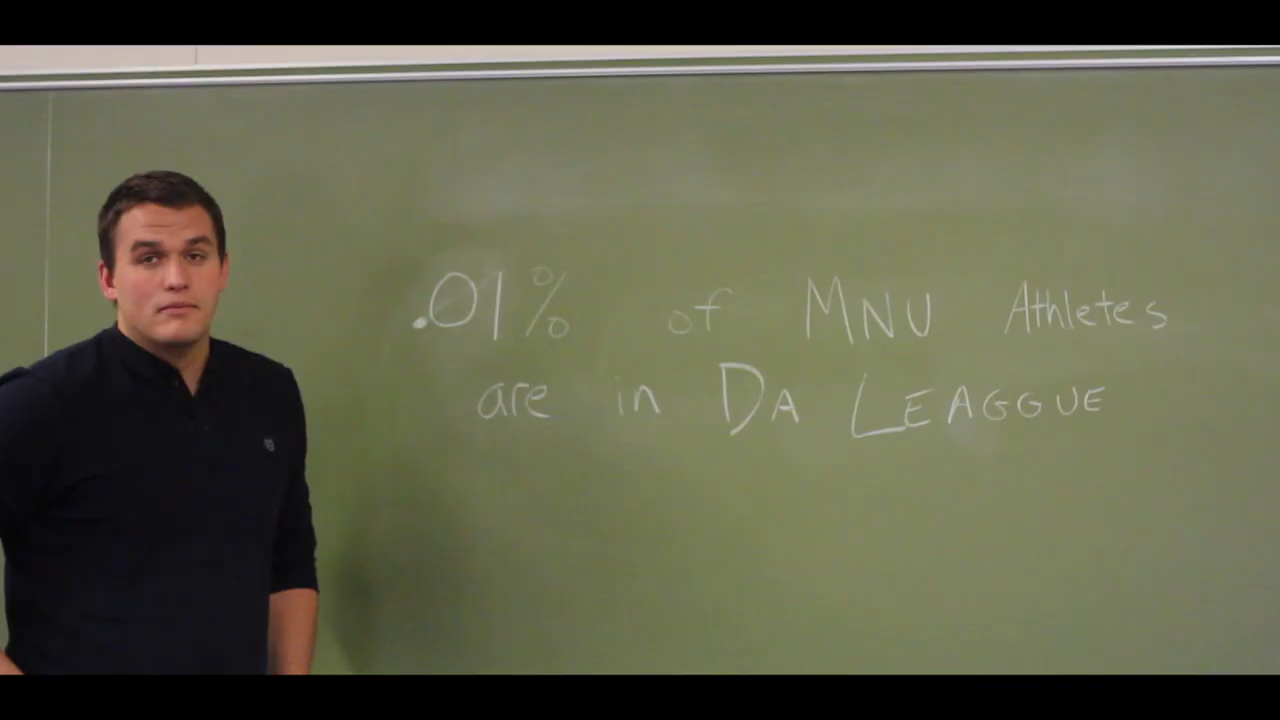 .01% of MNU Athletes
are in DA LEAGGUE